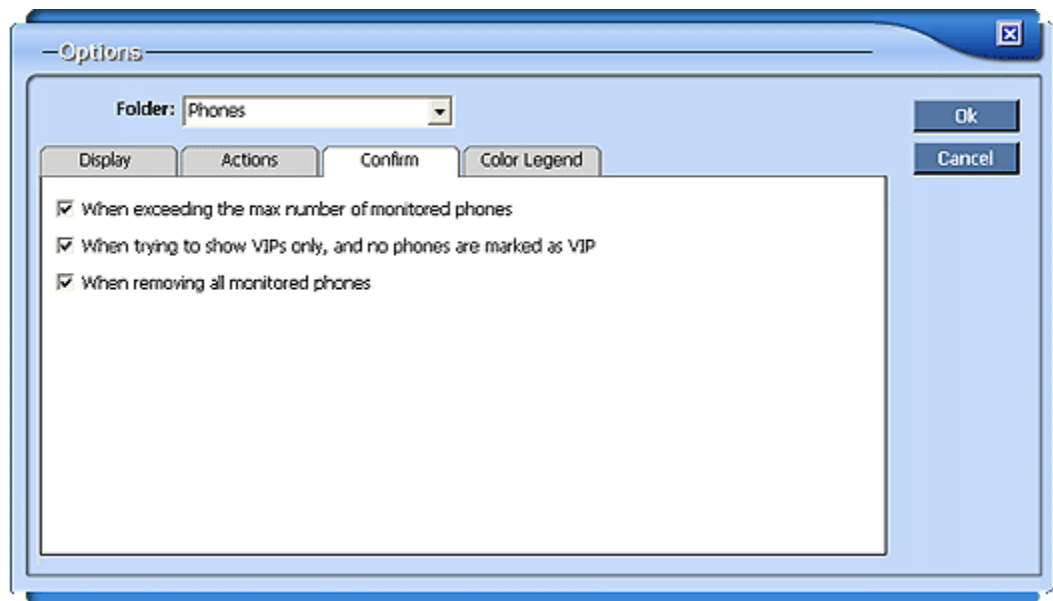 Options
Folder: Phones
Ok
Display Actions Confirm Color Legend
Cancel
When exceeding the max number of monitored phones
When trying to show VIPs only, and no phones are marked as VIP
When removing all monitored phones